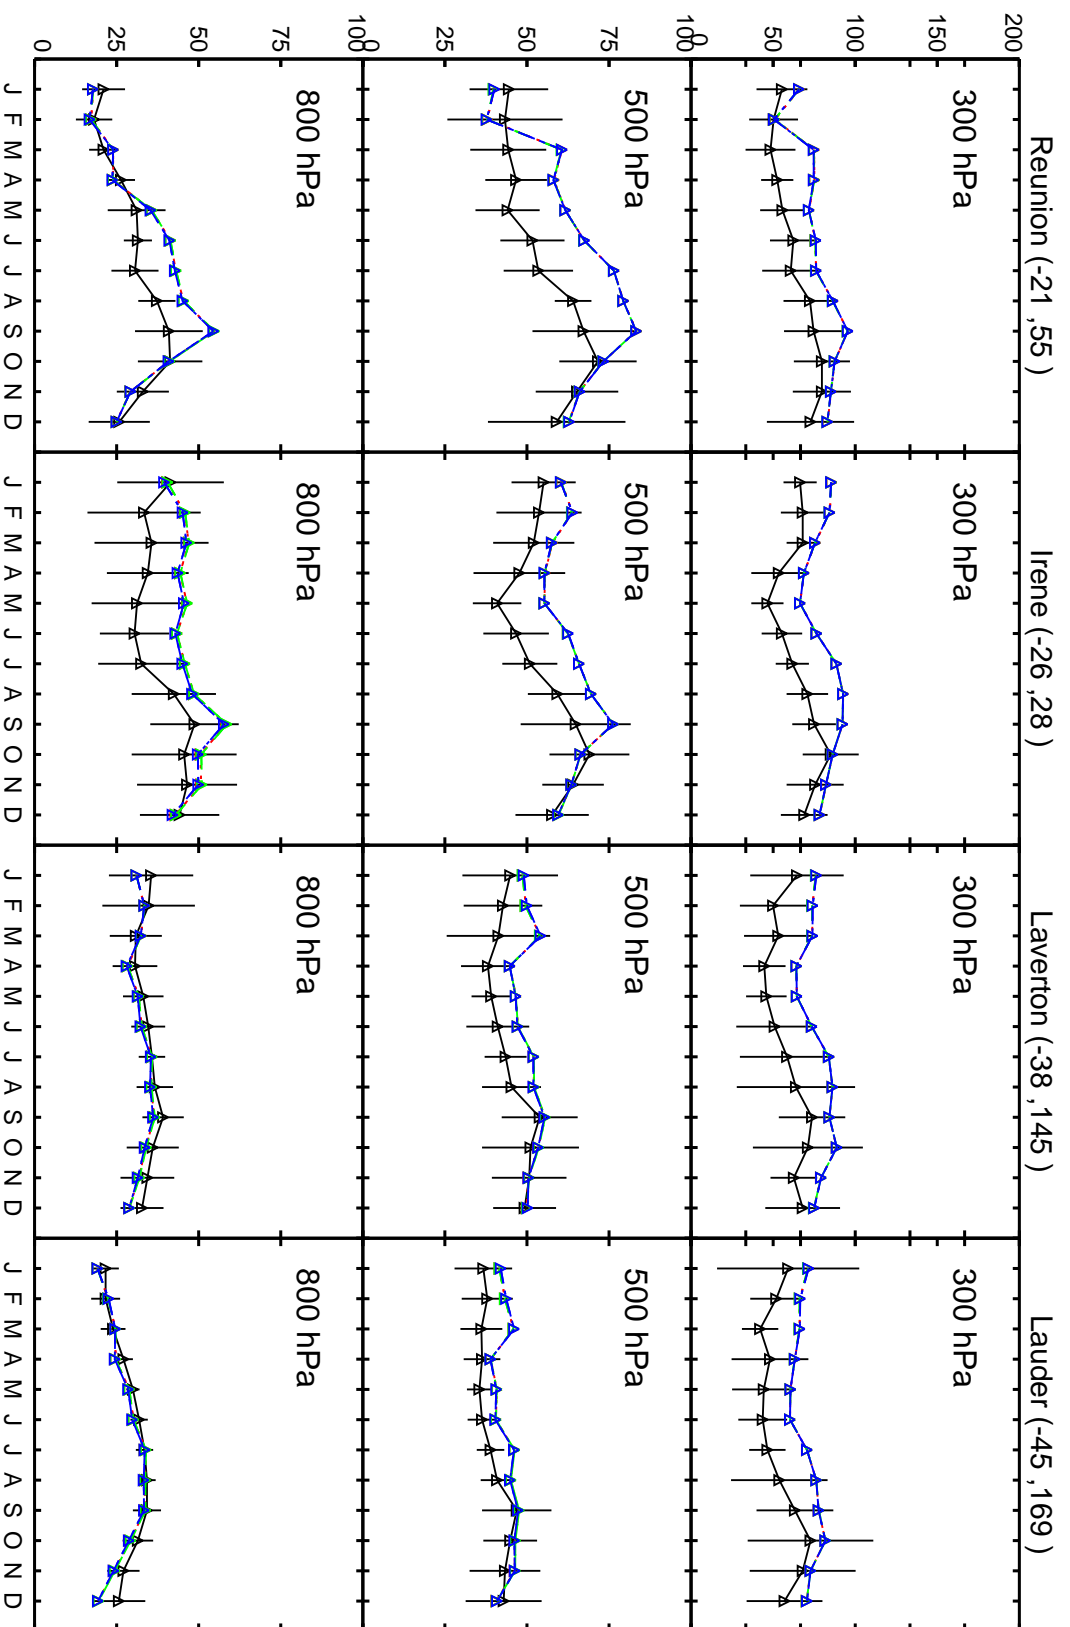 Reunion (-21 ,55 )
Irene (-26 ,28 )
Laverton (-38 ,145 )
Lauder (-45 ,169 )
200
150
100
50
0
300 hPa
300 hPa
300 hPa
300 hPa
100
75
50
25
0
500 hPa
500 hPa
500 hPa
500 hPa
100
75
50
25
0
800 hPa
800 hPa
800 hPa
800 hPa
J F M A M J J A S O N D
J F M A M J J A S O N D
J F M A M J J A S O N D
J F M A M J J A S O N D